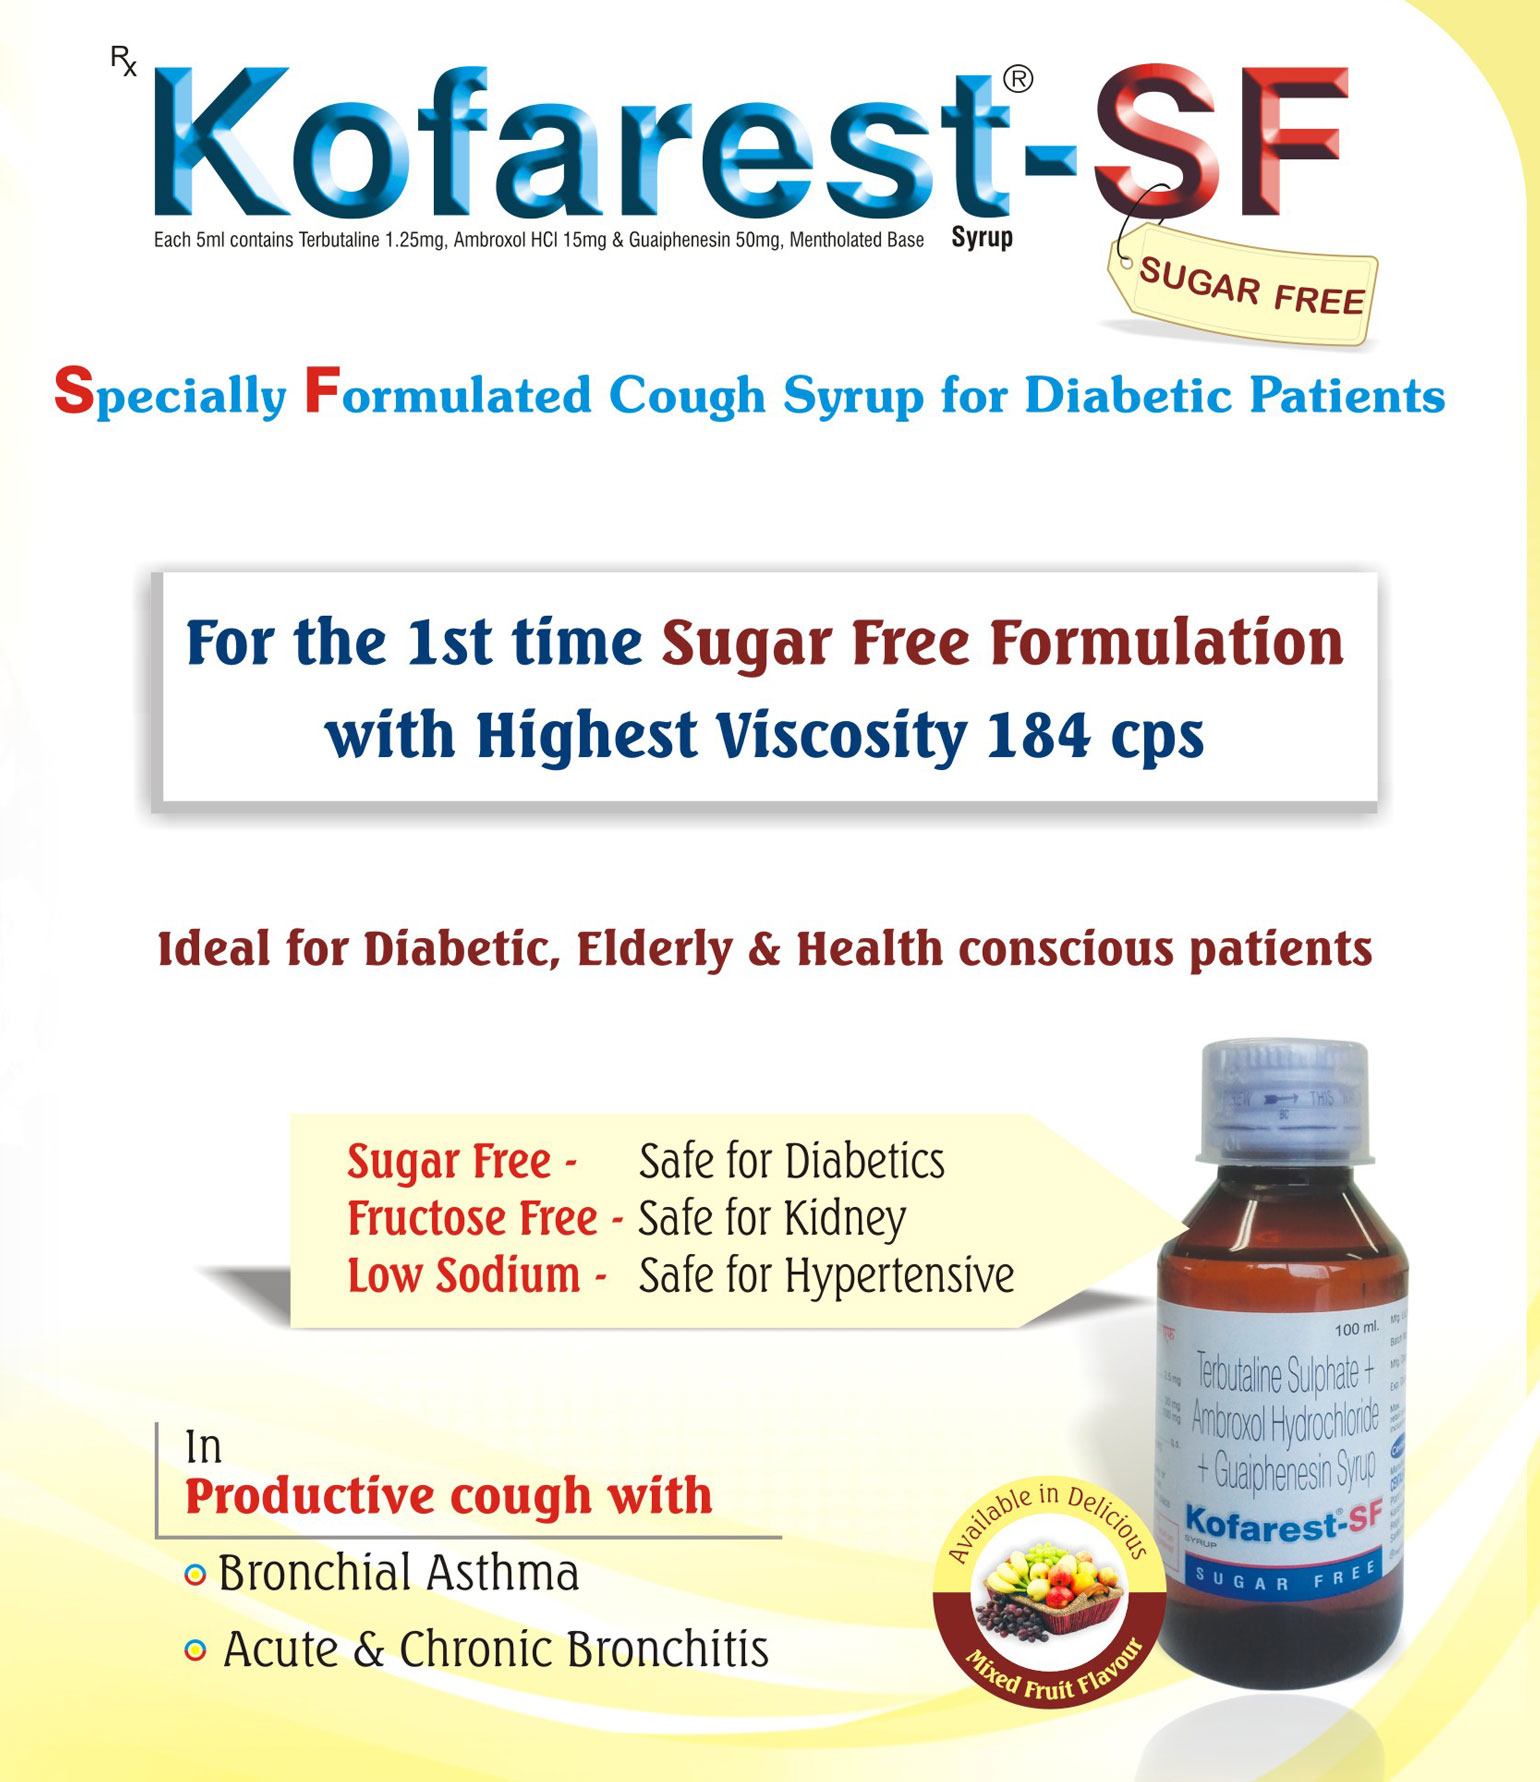 Rx
Kofarest®-SF
Each 5ml contains Terbutaline 1.25mg, Ambroxol HCl 15mg & Guaiphenesin 50mg, Mentholated Base Syrup
SUGAR FREE
Specially Formulated Cough Syrup for Diabetic Patients
For the 1st time Sugar Free Formulation
with Highest Viscosity 184 cps
Ideal for Diabetic, Elderly & Health conscious patients
Sugar Free - Safe for Diabetics
Fructose Free - Safe for Kidney
Low Sodium - Safe for Hypertensive
In
Productive cough with
Bronchial Asthma
Acute & Chronic Bronchitis
Available in Delicious
Mixed Fruit Flavour
THIS
100 ml.
Terbutaline Sulphate +
Ambroxol Hydrochloride
+ Guaiphenesin Syrup
Kofarest®-SF
SYRUP
SUGAR FREE